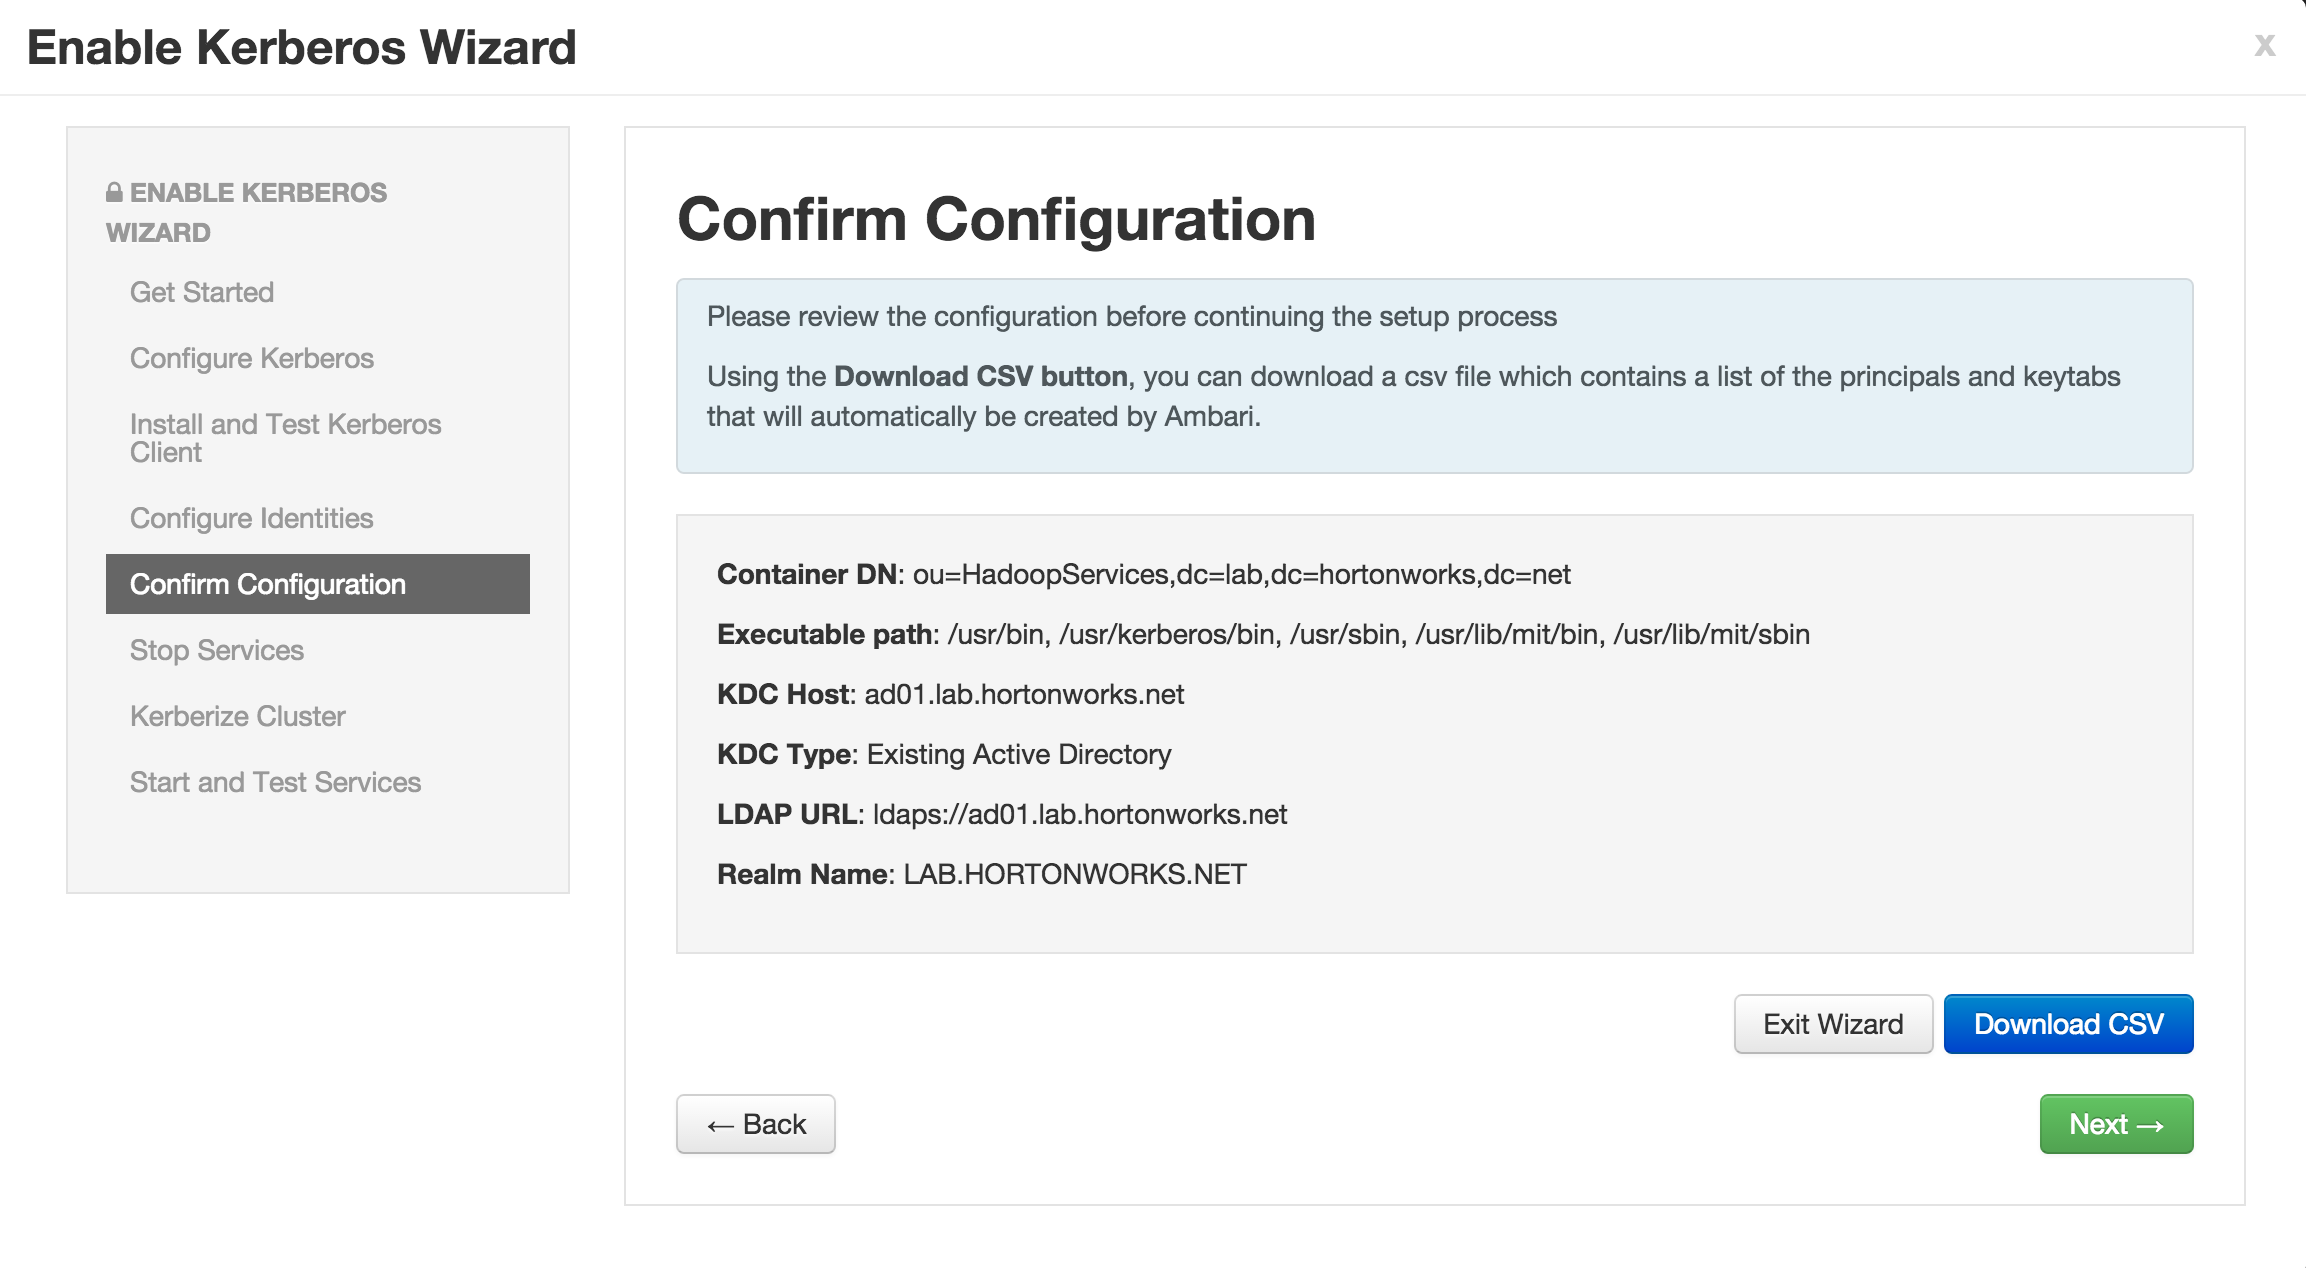 Enable Kerberos Wizard
x
ENABLE KERBEROS
WIZARD
Get Started
Configure Kerberos
Install and Test Kerberos
Client
Configure Identities
Confirm Configuration
Stop Services
Kerberize Cluster
Start and Test Services
Confirm Configuration
Please review the configuration before continuing the setup process
Using the Download CSV button, you can download a csv file which contains a list of the principals and keytabs
that will automatically be created by Ambari.
Container DN: ou=HadoopServices,dc=lab,dc=hortonworks,dc=net
Executable path: /usr/bin, /usr/kerberos/bin, /usr/sbin, /usr/lib/mit/bin, /usr/lib/mit/sbin
KDC Host: ad01.lab.hortonworks.net
KDC Type: Existing Active Directory
LDAP URL: ldaps://ad01.lab.hortonworks.net
Realm Name: LAB.HORTONWORKS.NET
Exit Wizard
Download CSV
← Back
Next →